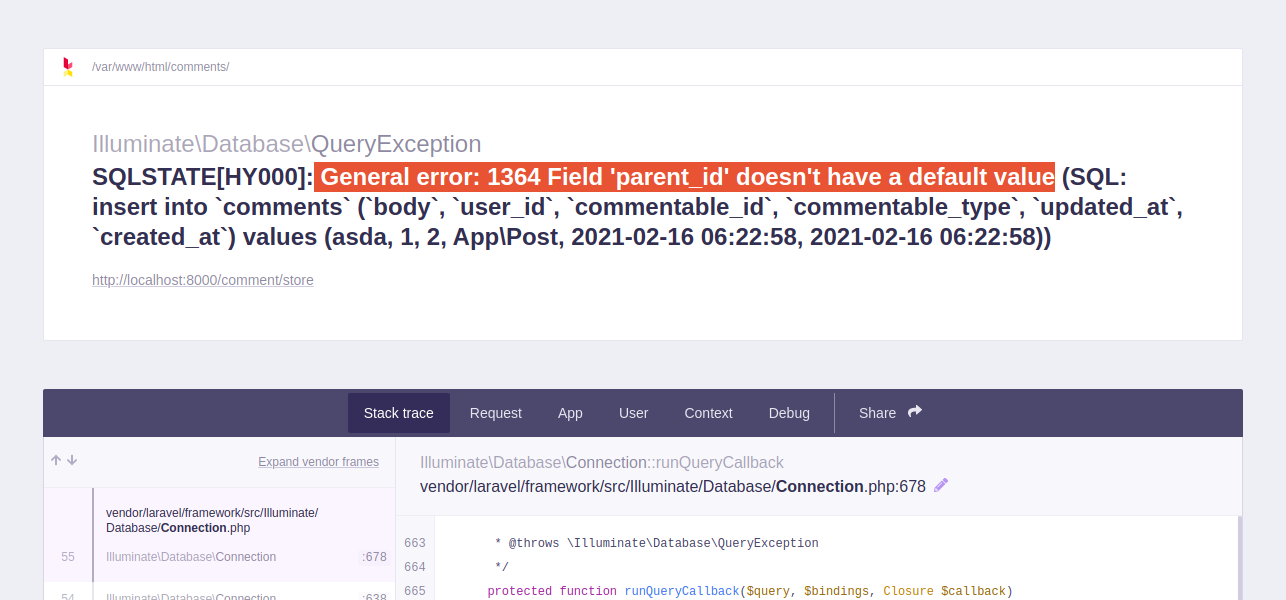 /var/www/html/comments/
Illuminate\Database\QueryException
SQLSTATE[HY000]: General error: 1364 Field 'parent_id' doesn't have a default value (SQL:
insert into `comments` (`body`, `user_id`, `commentable_id`, `commentable_type`, `updated_at`,
`created_at`) values (asda, 1, 2, App\Post, 2021-02-16 06:22:58, 2021-02-16 06:22:58))
http://localhost:8000/comment/store
Stack trace Request App User Context Debug Share
Expand vendor frames
vendor/laravel/framework/src/Illuminate/
Database/Connection.php
55 Illuminate\Database\Connection :678
54 Illuminate\Database\Connection :638
Illuminate\Database\Connection::runQueryCallback
vendor/laravel/framework/src/Illuminate/Database/Connection.php:678
663 * @throws \Illuminate\Database\QueryException
664 */
665 protected function runQueryCallback($query, $bindings, Closure $callback)